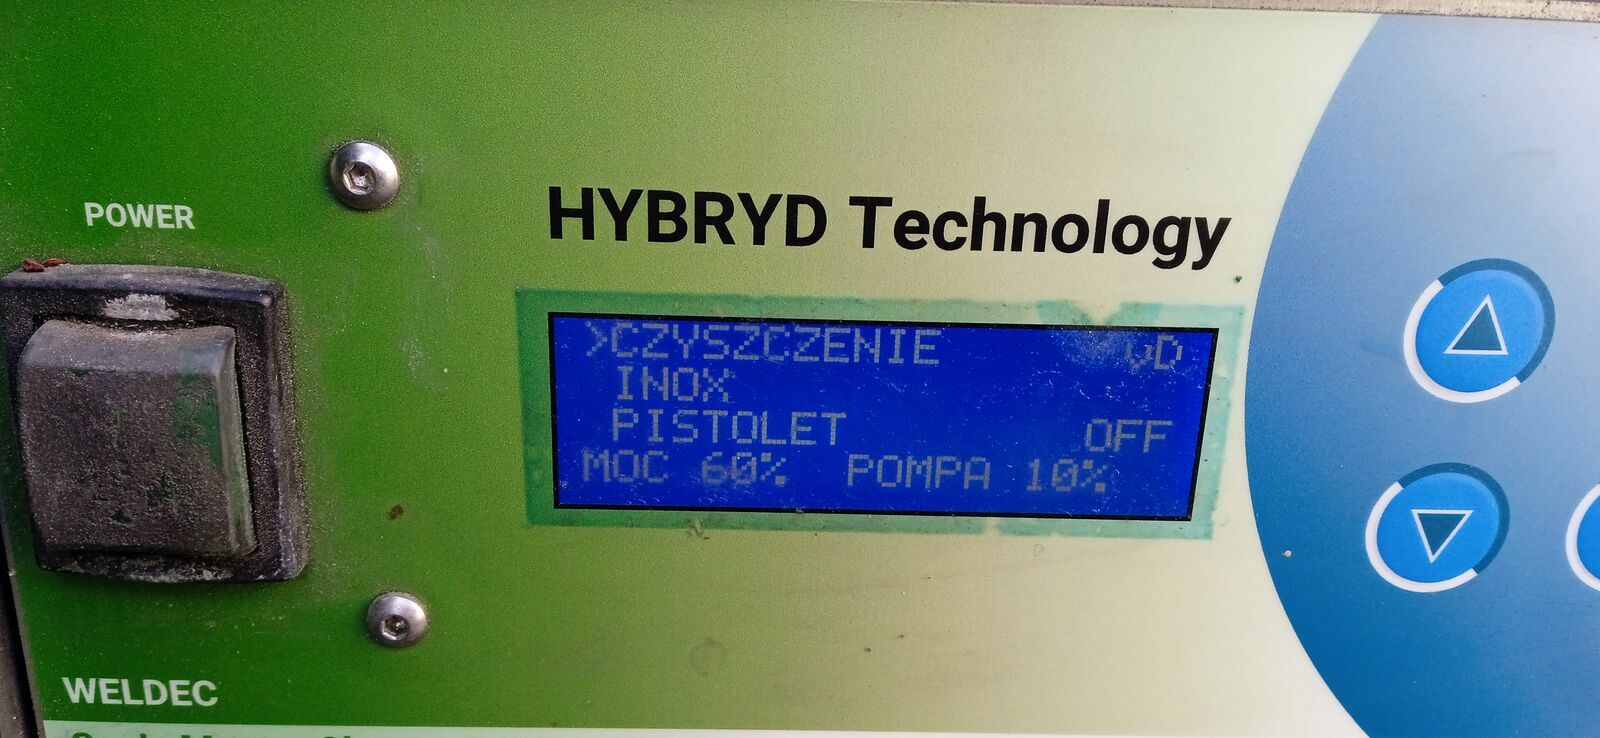 POWER
HYBRYD Technology
>CZYSZCZENIE
INOX
PISTOLET OFF
MOC 60% POMPA 10%
WELDEC